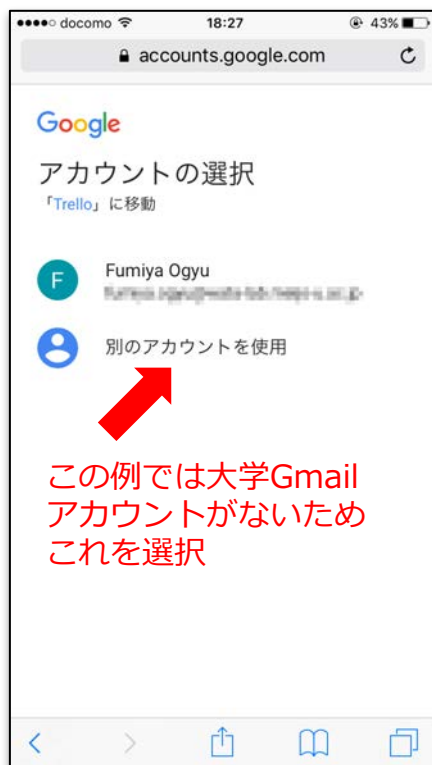 docomo 18:27 43%
accounts.google.com
Google
アカウントの選択
「Trello」に移動
F
Fumiya Ogyu
別のアカウントを使用
この例では大学Gmail
アカウントがないため
これを選択